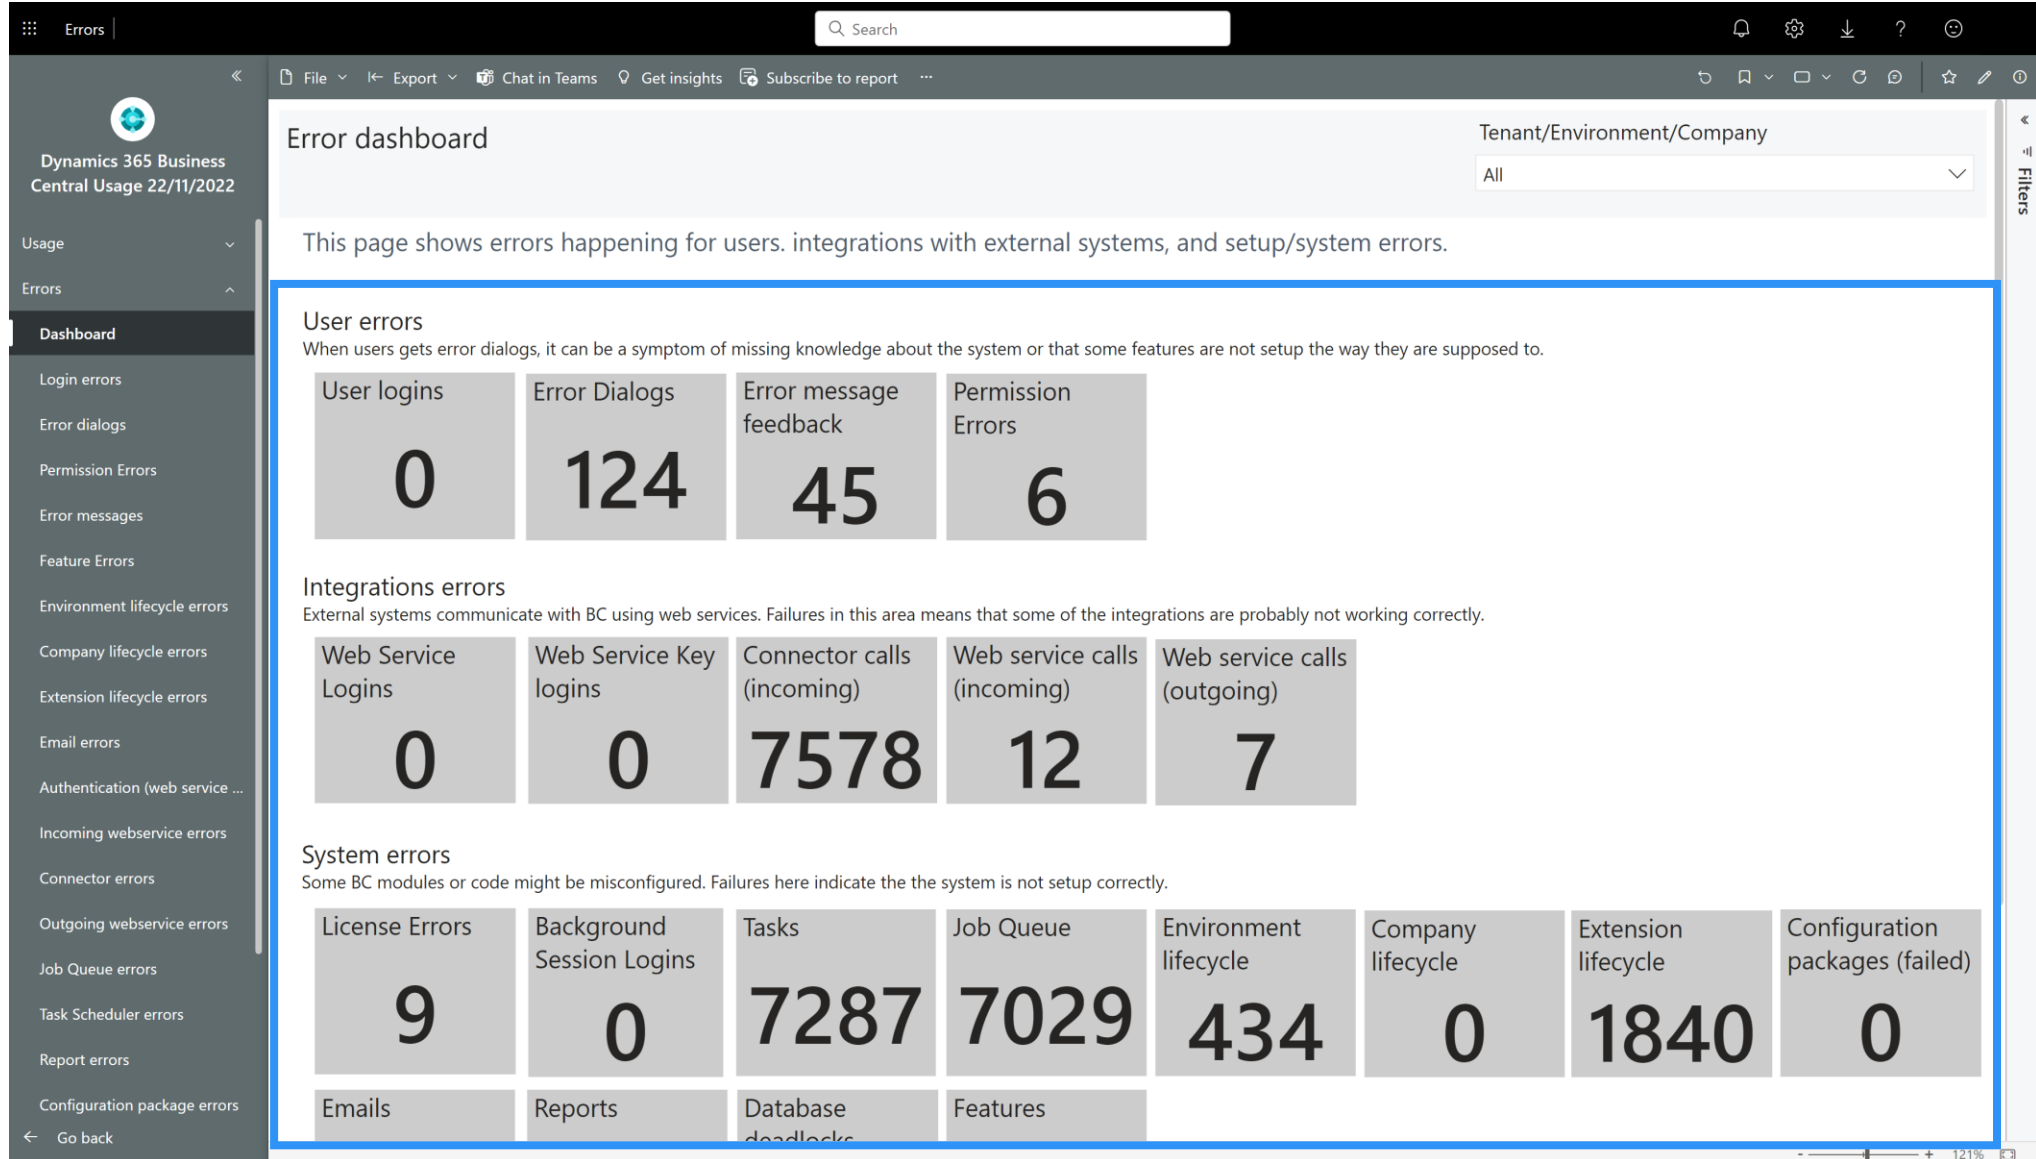 Errors
Search
File
Export
Chat in Teams
Get insights
Subscribe to report
...
Dynamics 365 Business
Central Usage 22/11/2022
Usage
Errors
Dashboard
Login errors
Error dialogs
Permission Errors
Error messages
Feature Errors
Environment lifecycle errors
Company lifecycle errors
Extension lifecycle errors
Email errors
Authentication (web service ...
Incoming webservice errors
Connector errors
Outgoing webservice errors
Job Queue errors
Task Scheduler errors
Report errors
Configuration package errors
Go back
Error dashboard
Tenant/Environment/Company
All
Filters
This page shows errors happening for users. integrations with external systems, and setup/system errors.
User errors
When users gets error dialogs, it can be a symptom of missing knowledge about the system or that some features are not setup the way they are supposed to.
User logins
0
Error Dialogs
124
Error message
feedback
45
Permission
Errors
6
Integrations errors
External systems communicate with BC using web services. Failures in this area means that some of the integrations are probably not working correctly.
Web Service
Logins
0
Web Service Key
logins
0
Connector calls
(incoming)
7578
Web service calls
(incoming)
12
Web service calls
(outgoing)
7
System errors
Some BC modules or code might be misconfigured. Failures here indicate the the system is not setup correctly.
License Errors
9
Background
Session Logins
0
Tasks
7287
Job Queue
7029
Environment
lifecycle
434
Company
lifecycle
0
Extension
lifecycle
1840
Configuration
packages (failed)
0
Emails
Reports
Database
deadlocks
Features
- + 121%